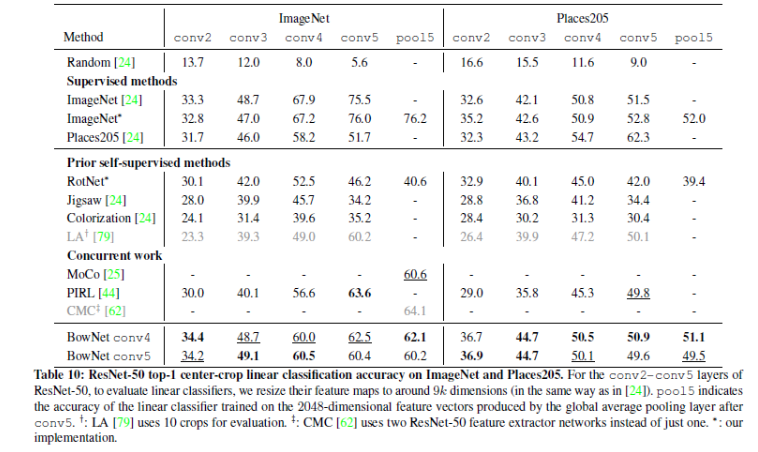 ImageNet Places205
Method conv2 conv3 conv4 conv5 pool5 conv2 conv3 conv4 conv5 pool5
Random [24] 13.7 12.0 8.0 5.6 - 16.6 15.5 11.6 9.0 -
Supervised methods
ImageNet [24] 33.3 48.7 67.9 75.5 - 32.6 42.1 50.8 51.5 -
ImageNet* 32.8 47.0 67.2 76.0 76.2 35.2 42.6 50.9 52.8 52.0
Places205 [24] 31.7 46.0 58.2 51.7 - 32.3 43.2 54.7 62.3 -
Prior self-supervised methods
RotNet* 30.1 42.0 52.5 46.2 40.6 32.9 40.1 45.0 42.0 39.4
Jigsaw [24] 28.0 39.9 45.7 34.2 - 28.8 36.8 41.2 34.4 -
Colorization [24] 24.1 31.4 39.6 35.2 - 28.4 30.2 31.3 30.4 -
LA† [79] 23.3 39.3 49.0 60.2 - 26.4 39.9 47.2 50.1 -
Concurrent work
MoCo [25] - - - - 60.6 - - - - -
PIRL [44] 30.0 40.1 56.6 63.6 - 29.0 35.8 45.3 49.8 -
CMC‡ [62] - - - - 64.1 - - - - -
BowNet conv4 34.4 48.7 60.0 62.5 62.1 36.7 44.7 50.5 50.9 51.1
BowNet conv5 34.2 49.1 60.5 60.4 60.2 36.9 44.7 50.1 49.6 49.5
Table 10: ResNet-50 top-1 center-crop linear classification accuracy on ImageNet and Places205. For the conv2-conv5 layers of
ResNet-50, to evaluate linear classifiers, we resize their feature maps to around 9k dimensions (in the same way as in [24]). pool5 indicates
the accuracy of the linear classifier trained on the 2048-dimensional feature vectors produced by the global average pooling layer after
conv5. †: LA [79] uses 10 crops for evaluation. ‡: CMC [62] uses two ResNet-50 feature extractor networks instead of just one. *: our
implementation.